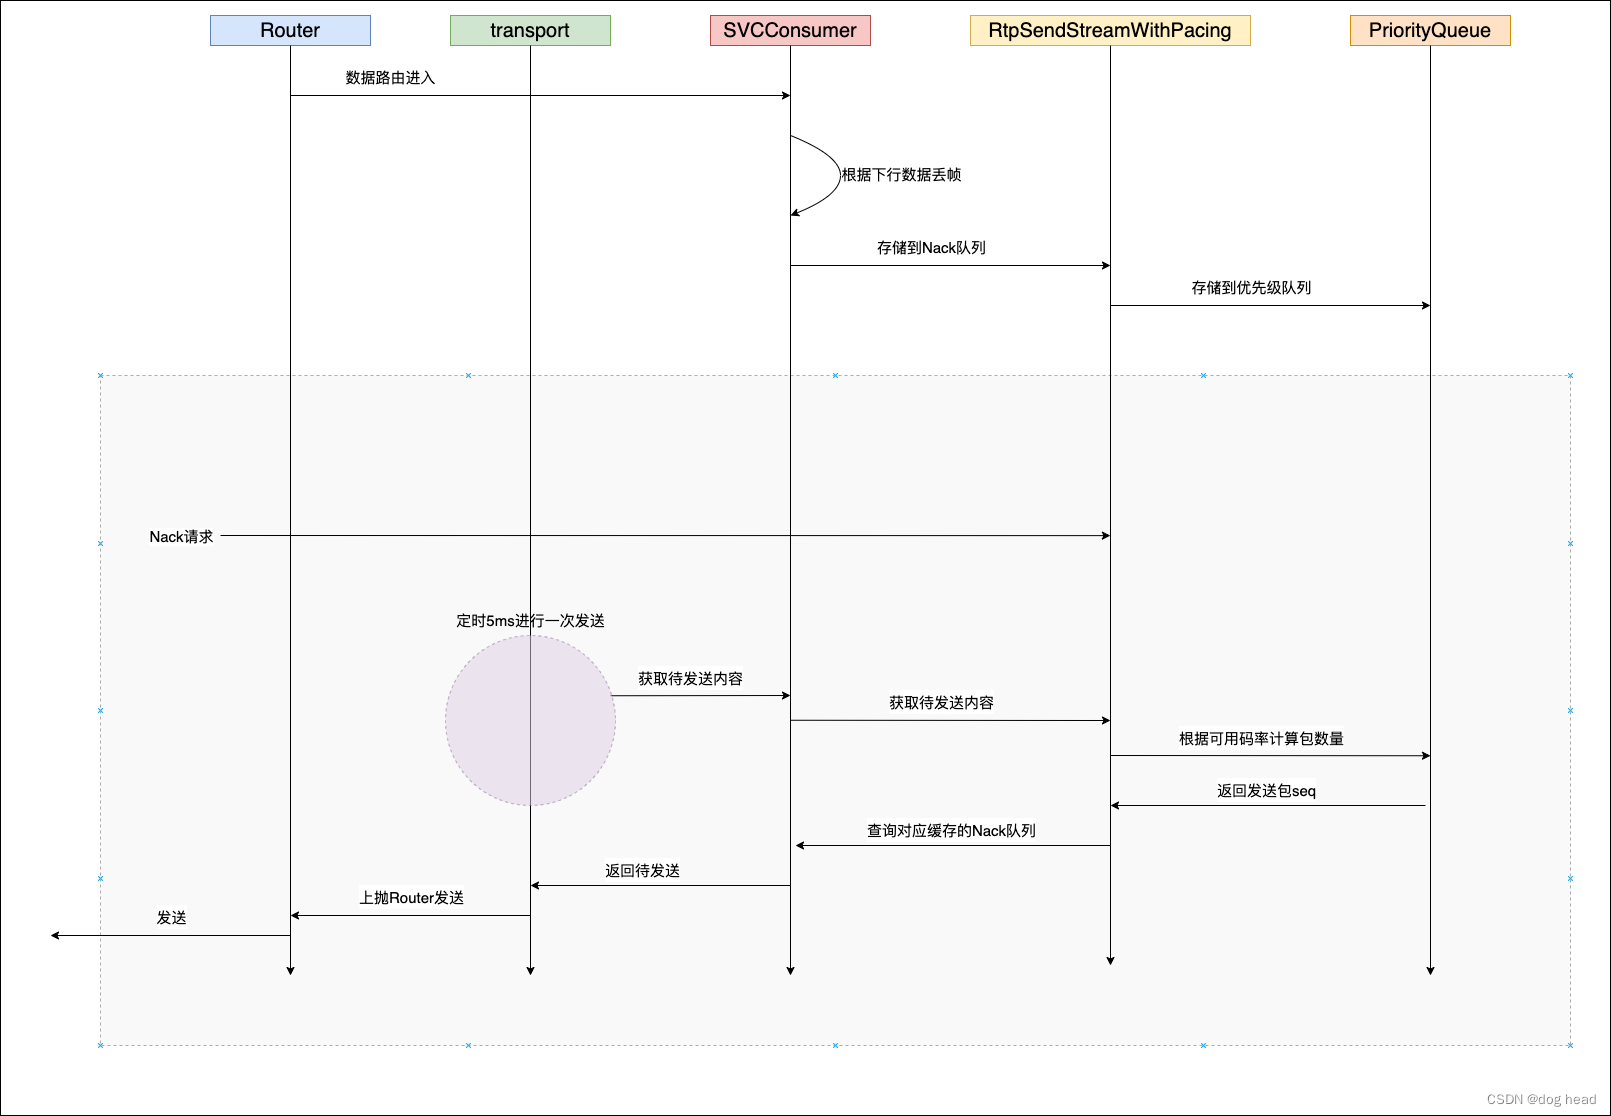 Router
transport
SVCConsumer
RtpSendStreamWithPacing
PriorityQueue
数据路由进入
根据下行数据丢帧
存储到Nack队列
存储到优先级队列
Nack请求
定时5ms进行一次发送
获取待发送内容
获取待发送内容
根据可用码率计算包数量
返回发送包seq
查询对应缓存的Nack队列
返回待发送
上抛Router发送
发送
CSDN @dog head